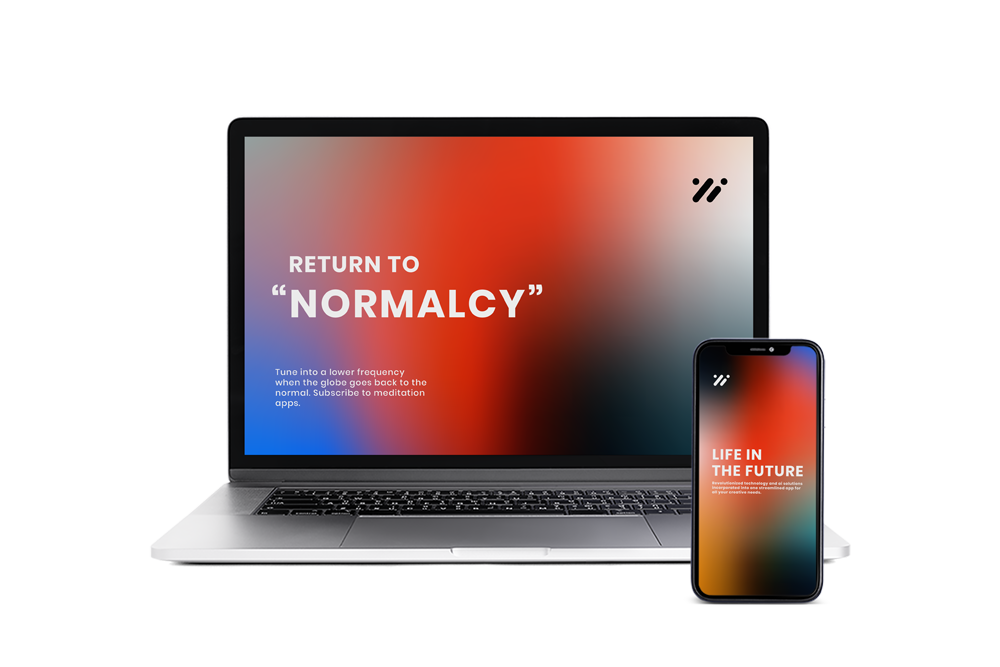 RETURN TO
“NORMALCY”
Tune into a lower frequency
when the globe goes back to the
normal. Subscribe to meditation
apps.
LIFE IN
THE FUTURE
Revolutionised technology and ai solutions
incorporated into one streamlined app for
all your creative needs.